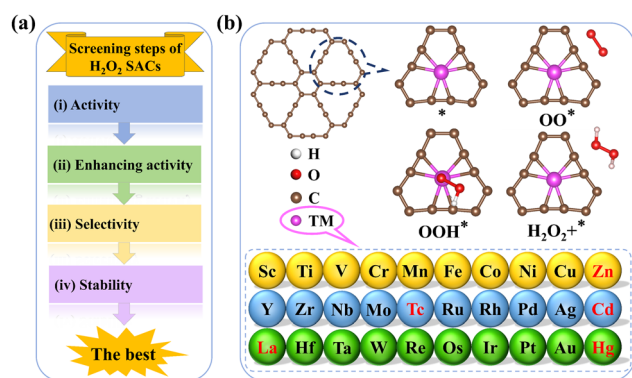 (a)
Screening steps of
H₂O₂ SACs
(i) Activity
(ii) Enhancing activity
(iii) Selectivity
(iv) Stability
The best
(b)
* OO*
H
O
C
TM
OOH* H₂O₂+*
Sc Ti V Cr Mn Fe Co Ni Cu Zn
Y Zr Nb Mo Tc Ru Rh Pd Ag Cd
La Hf Ta W Re Os Ir Pt Au Hg